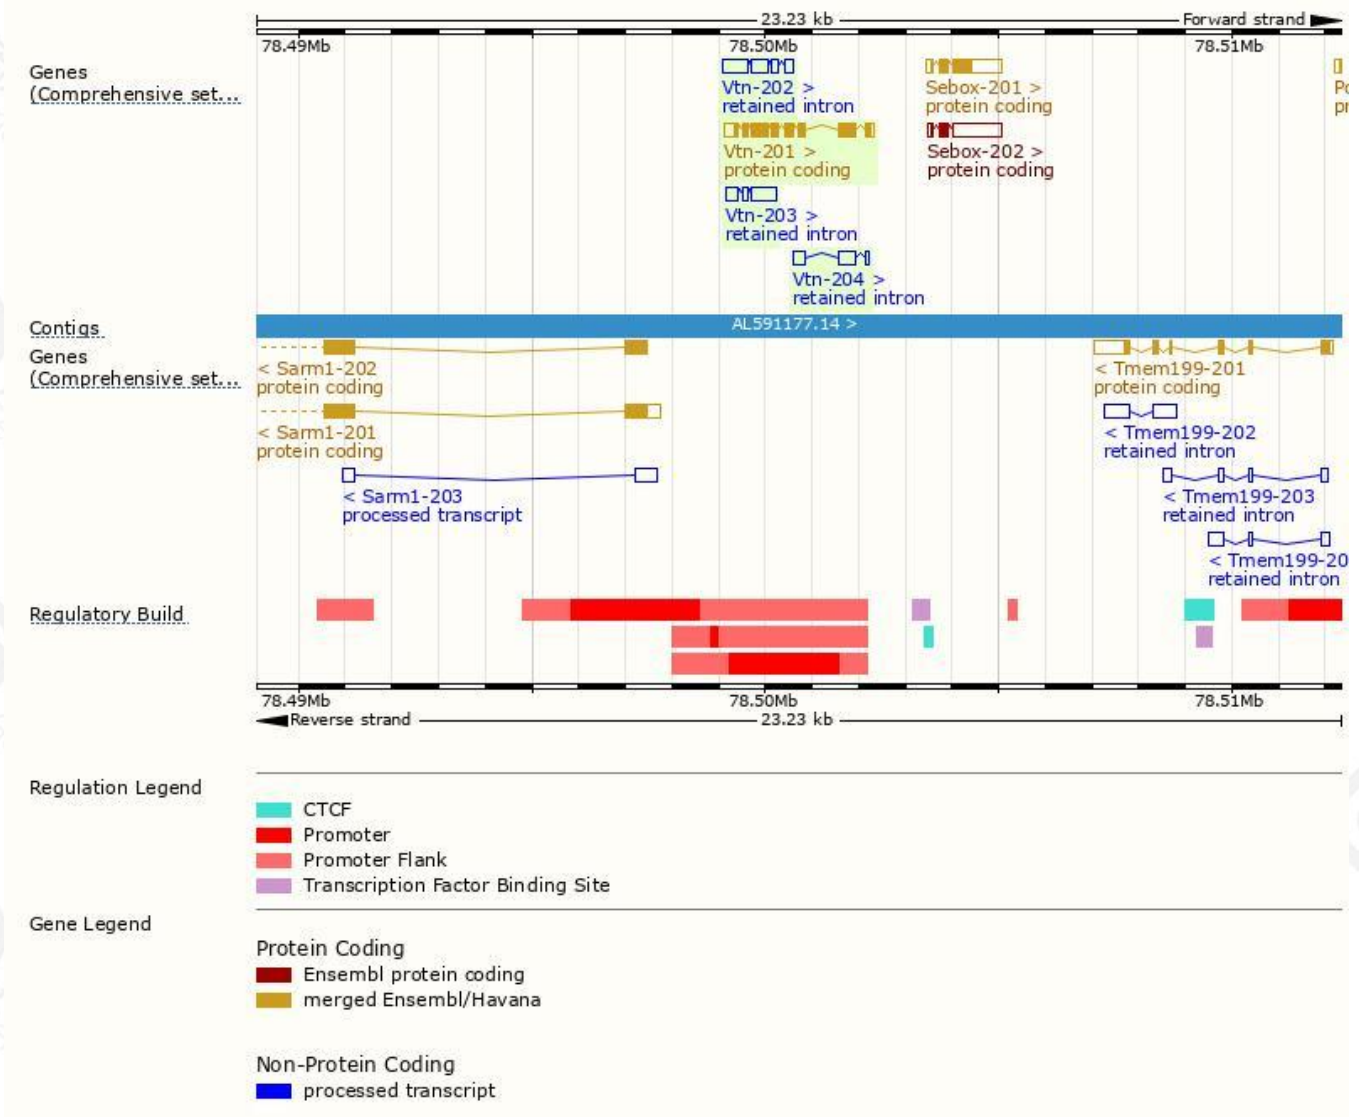 23.23 kb Forward strand
78.49Mb 78.50Mb 78.51Mb
Genes
(Comprehensive set...
Vtn-202 >
retained intron
Sebox-201 >
protein coding
Vtn-201 >
protein coding
Sebox-202 >
protein coding
Vtn-203 >
retained intron
Vtn-204 >
retained intron
Contigs
AL591177.14 >
Genes
(Comprehensive set...
< Sarm1-202
protein coding
< Tmem199-201
protein coding
< Sarm1-201
protein coding
< Tmem199-202
retained intron
< Sarm1-203
processed transcript
< Tmem199-203
retained intron
< Tmem199-20
retained intron
Regulatory Build
78.49Mb 78.50Mb 78.51Mb
Reverse strand 23.23 kb
Regulation Legend
CTCF
Promoter
Promoter Flank
Transcription Factor Binding Site
Gene Legend
Protein Coding
Ensembl protein coding
merged Ensembl/Havana
Non-Protein Coding
processed transcript